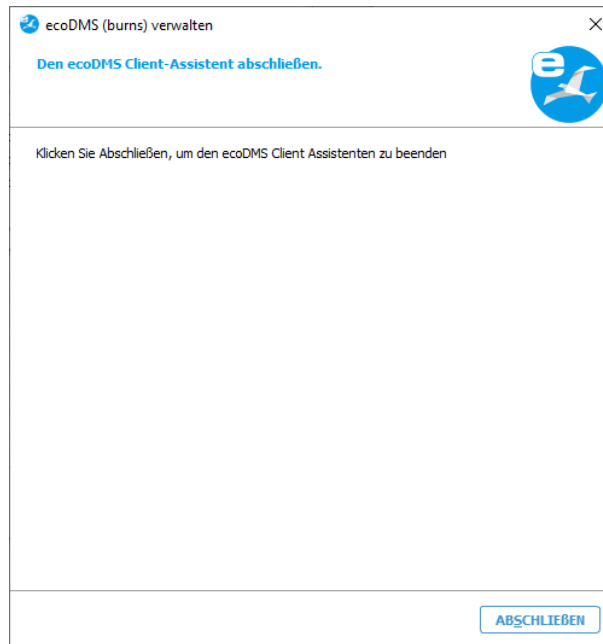 ecoDMS (burns) verwalten
Den ecoDMS Client-Assistent abschließen.
e
Klicken Sie Abschließen, um den ecoDMS Client Assistenten zu beenden
ABSCHLIEßEN